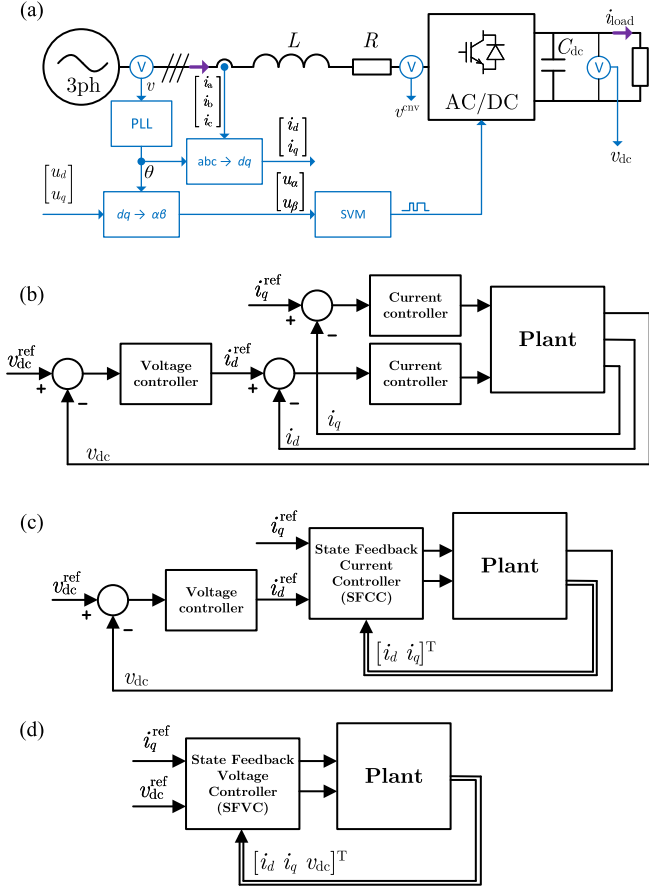 (a)
3ph
V
v
L
R
V
v^cnv
AC/DC
C_dc
i_load
V
v_dc
PLL
θ
[i_a
i_b
i_c]
abc → dq
[i_d
i_q]
[u_d
u_q]
dq → αβ
[u_α
u_β]
SVM
(b)
i_q^ref
+
−
Current
controller
Plant
v_dc^ref
+
−
Voltage
controller
i_d^ref
+
−
Current
controller
i_q
i_d
v_dc
(c)
i_q^ref
State Feedback
Current
Controller
(SFCC)
Plant
v_dc^ref
+
−
Voltage
controller
i_d^ref
[i_d i_q]^T
v_dc
(d)
i_q^ref
v_dc^ref
State Feedback
Voltage
Controller
(SFVC)
Plant
[i_d i_q v_dc]^T